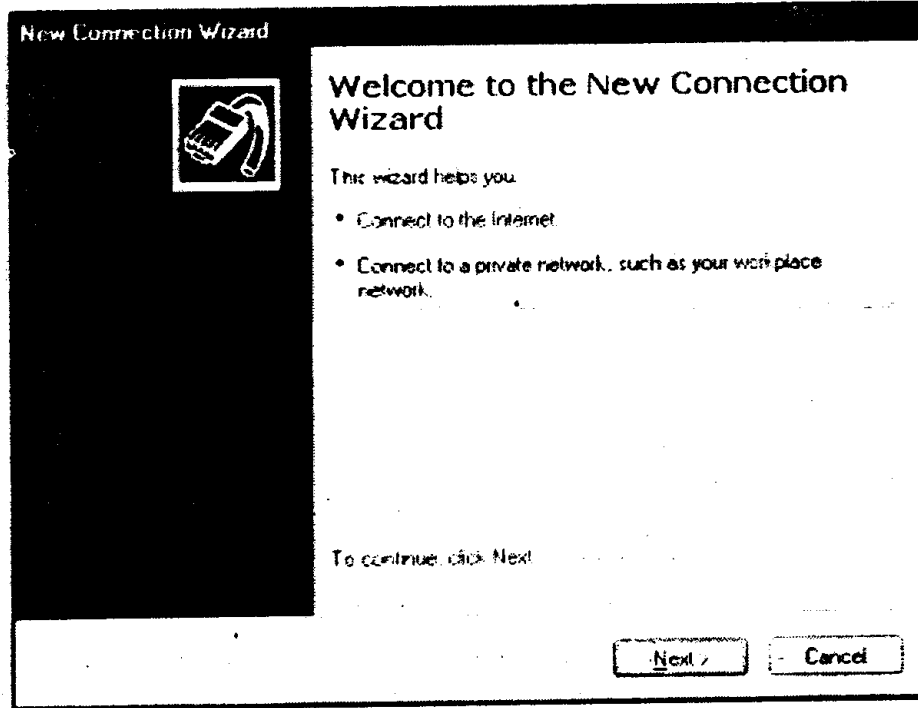 New Connection Wizard
Welcome to the New Connection
Wizard
This wizard helps you
• Connect to the Internet
• Connect to a private network, such as your workplace
network.
To continue, click Next
Next >
Cancel